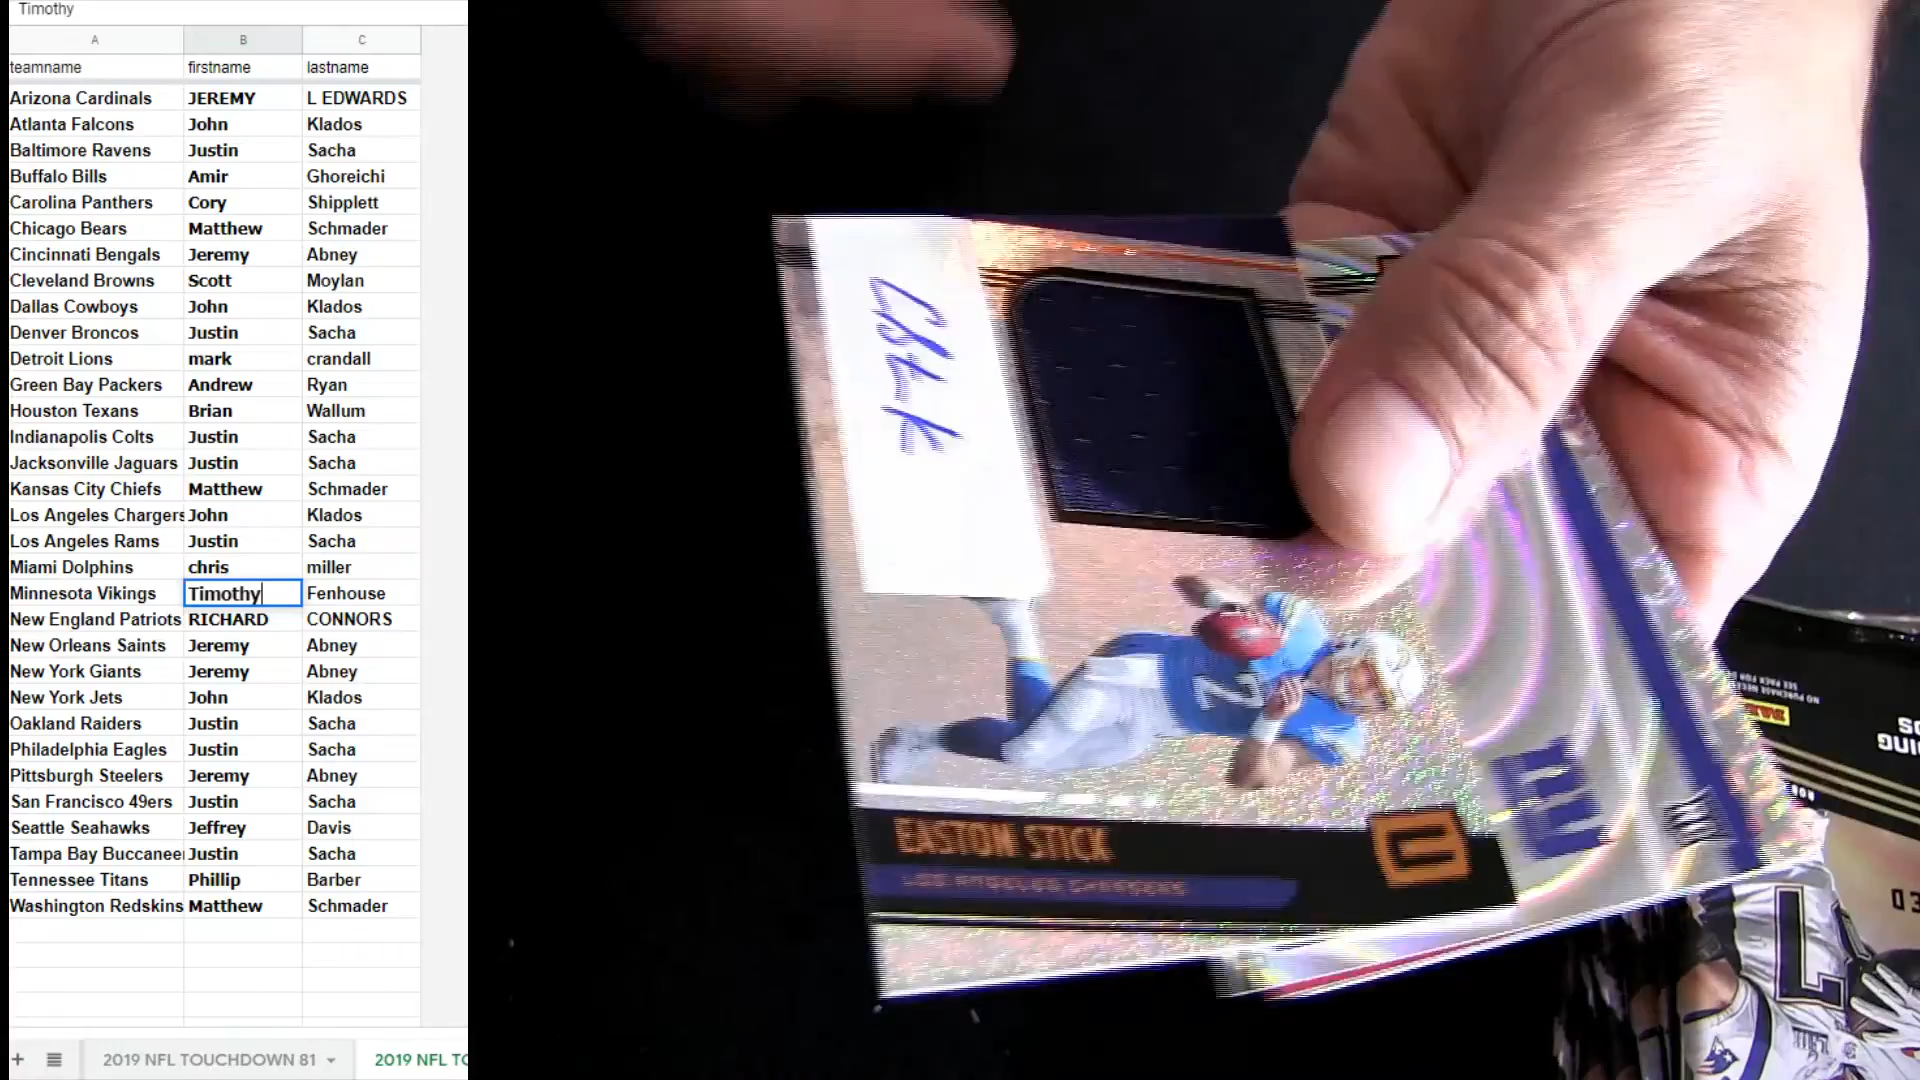 Timothy
A B C
teamname firstname lastname
Arizona Cardinals JEREMY L EDWARDS
Atlanta Falcons John Klados
Baltimore Ravens Justin Sacha
Buffalo Bills Amir Ghoreichi
Carolina Panthers Cory Shipplett
Chicago Bears Matthew Schmader
Cincinnati Bengals Jeremy Abney
Cleveland Browns Scott Moylan
Dallas Cowboys John Klados
Denver Broncos Justin Sacha
Detroit Lions mark crandall
Green Bay Packers Andrew Ryan
Houston Texans Brian Wallum
Indianapolis Colts Justin Sacha
Jacksonville Jaguars Justin Sacha
Kansas City Chiefs Matthew Schmader
Los Angeles Chargers John Klados
Los Angeles Rams Justin Sacha
Miami Dolphins chris miller
Minnesota Vikings Timothy Fenhouse
New England Patriots RICHARD CONNORS
New Orleans Saints Jeremy Abney
New York Giants Jeremy Abney
New York Jets John Klados
Oakland Raiders Justin Sacha
Philadelphia Eagles Justin Sacha
Pittsburgh Steelers Jeremy Abney
San Francisco 49ers Justin Sacha
Seattle Seahawks Jeffrey Davis
Tampa Bay Buccanee Justin Sacha
Tennessee Titans Phillip Barber
Washington Redskins Matthew Schmader
2019 NFL TOUCHDOWN 81
2019 NFL TO
2
EASTON STICK
LOS ANGELES CHARGERS